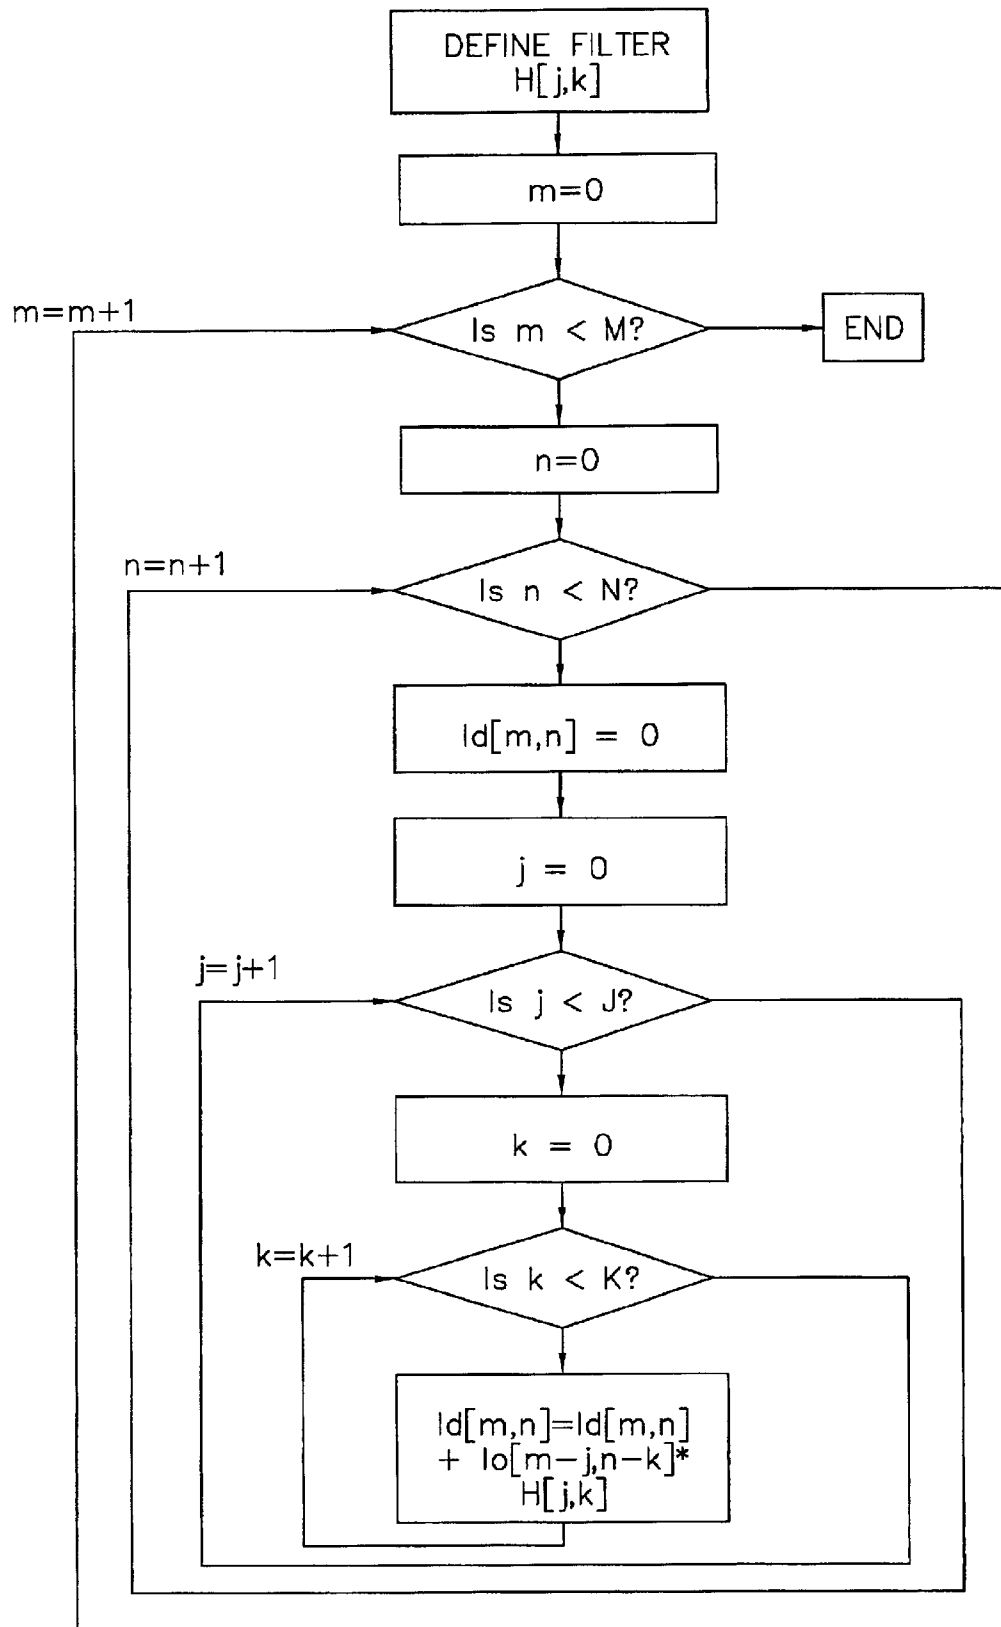 DEFINE FILTER
H[j,k]
m=0
m=m+1
Is m < M?
END
n=0
n=n+1
Is n < N?
Id[m,n] = 0
j = 0
j=j+1
Is j < J?
k = 0
k=k+1
Is k < K?
Id[m,n]=Id[m,n]
+ Io[m-j,n-k]*
H[j,k]